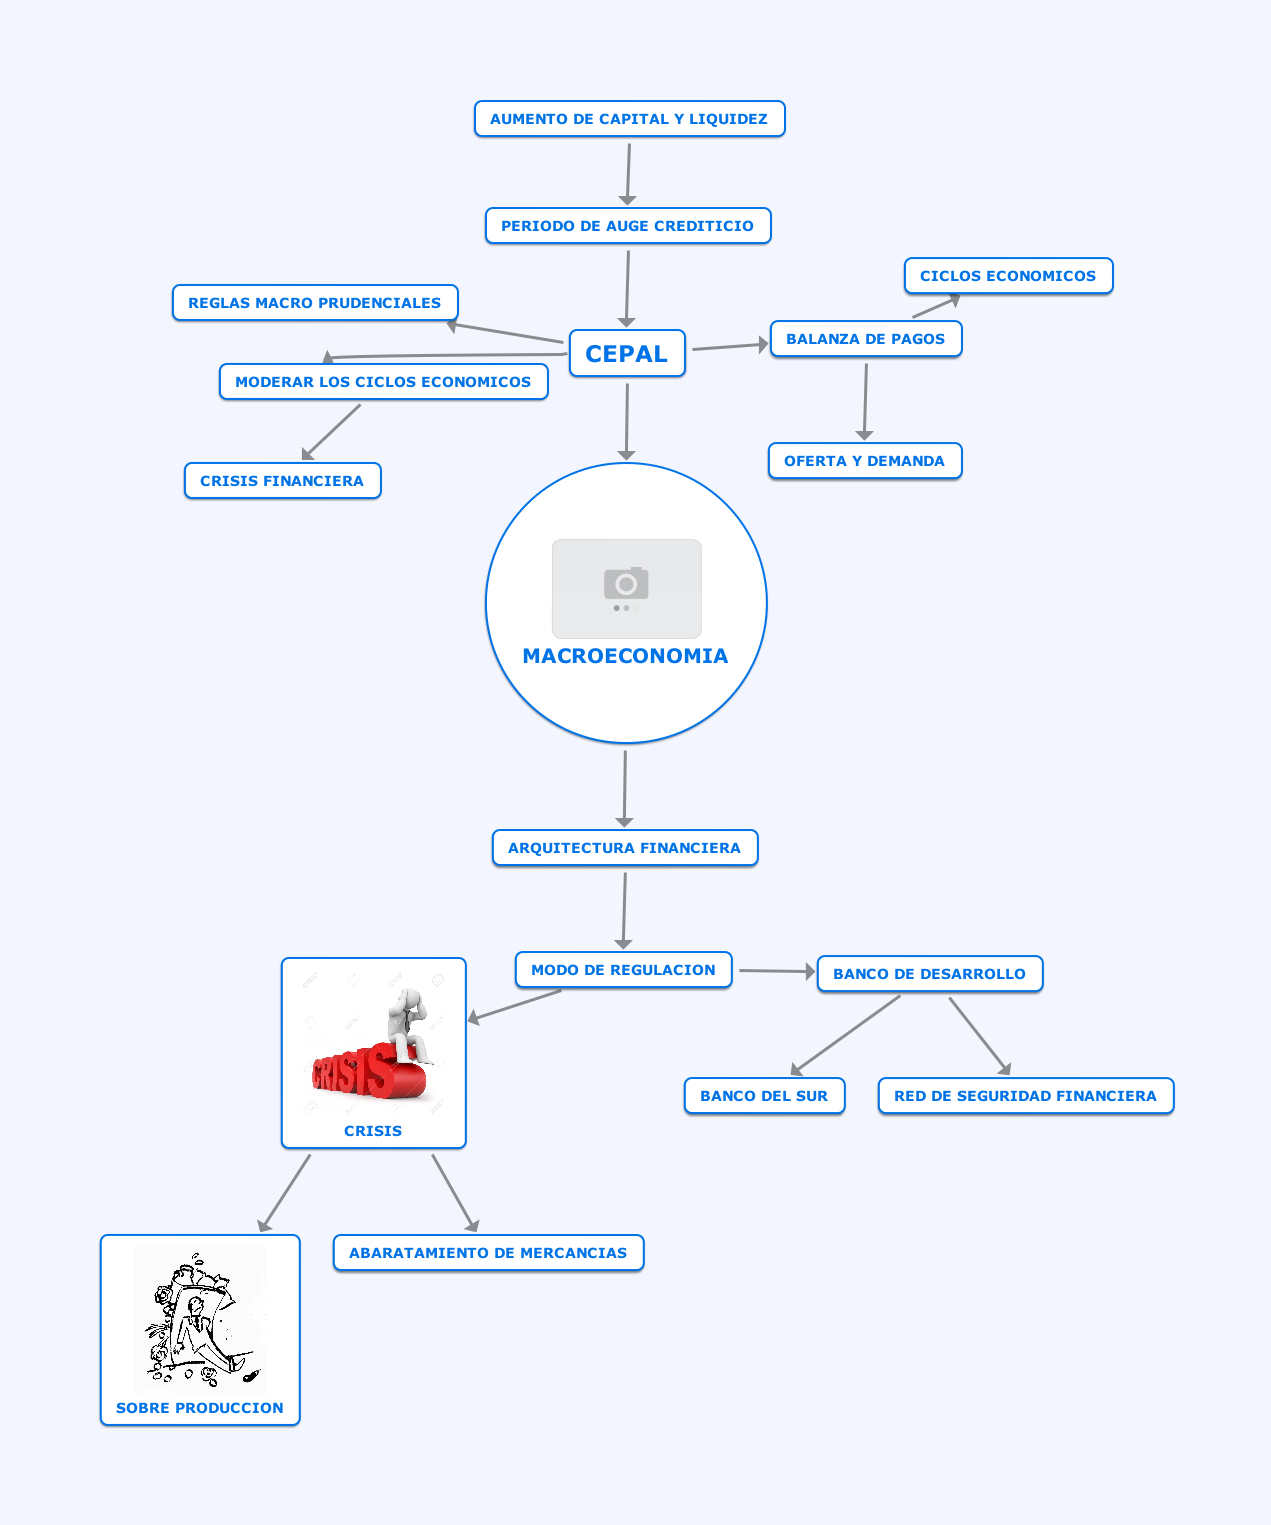 AUMENTO DE CAPITAL Y LIQUIDEZ
PERIODO DE AUGE CREDITICIO
CICLOS ECONOMICOS
REGLAS MACRO PRUDENCIALES
BALANZA DE PAGOS
CEPAL
MODERAR LOS CICLOS ECONOMICOS
OFERTA Y DEMANDA
CRISIS FINANCIERA
MACROECONOMIA
ARQUITECTURA FINANCIERA
MODO DE REGULACION
BANCO DE DESARROLLO
CRISIS
BANCO DEL SUR
RED DE SEGURIDAD FINANCIERA
CRISIS
ABARATAMIENTO DE MERCANCIAS
SOBRE PRODUCCION